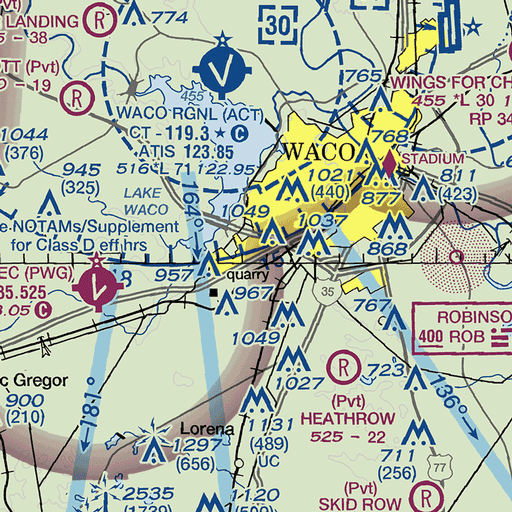 LANDING R
5 - 38
774
30
TT (Pvt)
- 19
R
765
WINGS FOR CH
455 *L 30
RP 34
455
WACO RGNL (ACT)
CT - 119.3 ★ C
ATIS 123.85
516 *L 71 122.95
WACO
768
STADIUM
1044
(376)
945
(325)
LAKE
WACO
164°
1021
(440)
877
811
(423)
1049
1037
868
e-NOTAMs/Supplement
for Class D eff hrs
EC (PWG)
35.525
3.05 C
8
957
quarry
15
967
35
767
C
ROBINSO
400 ROB
1049
1027
R
723
(Pvt)
HEATHROW
525 - 22
136°
c Gregor
900
(210)
181°
Lorena
1297
(656)
1131
(489)
UC
711
(256)
77
2535
(1739)
1120
(500)
(Pvt)
SKID ROW
R